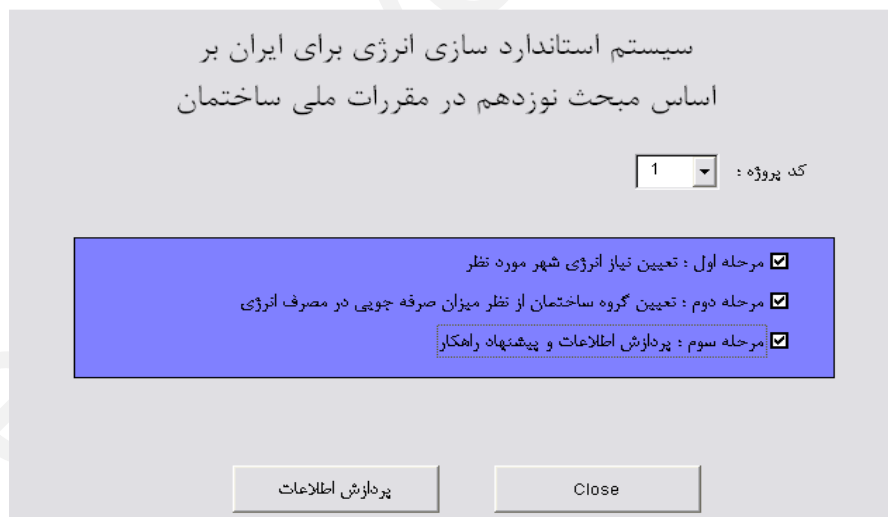 سیستم استاندارد سازی انرژی برای ایران بر
اساس مبحث نوزدهم در مقررات ملی ساختمان
کد پروژه : 1
مرحله اول : تعیین نیاز انرژی شهر مورد نظر
مرحله دوم : تعیین گروه ساختمان از نظر میزان صرفه جویی در مصرف انرژی
مرحله سوم : پردازش اطلاعات و پیشنهاد راهکار
پردازش اطلاعات
Close